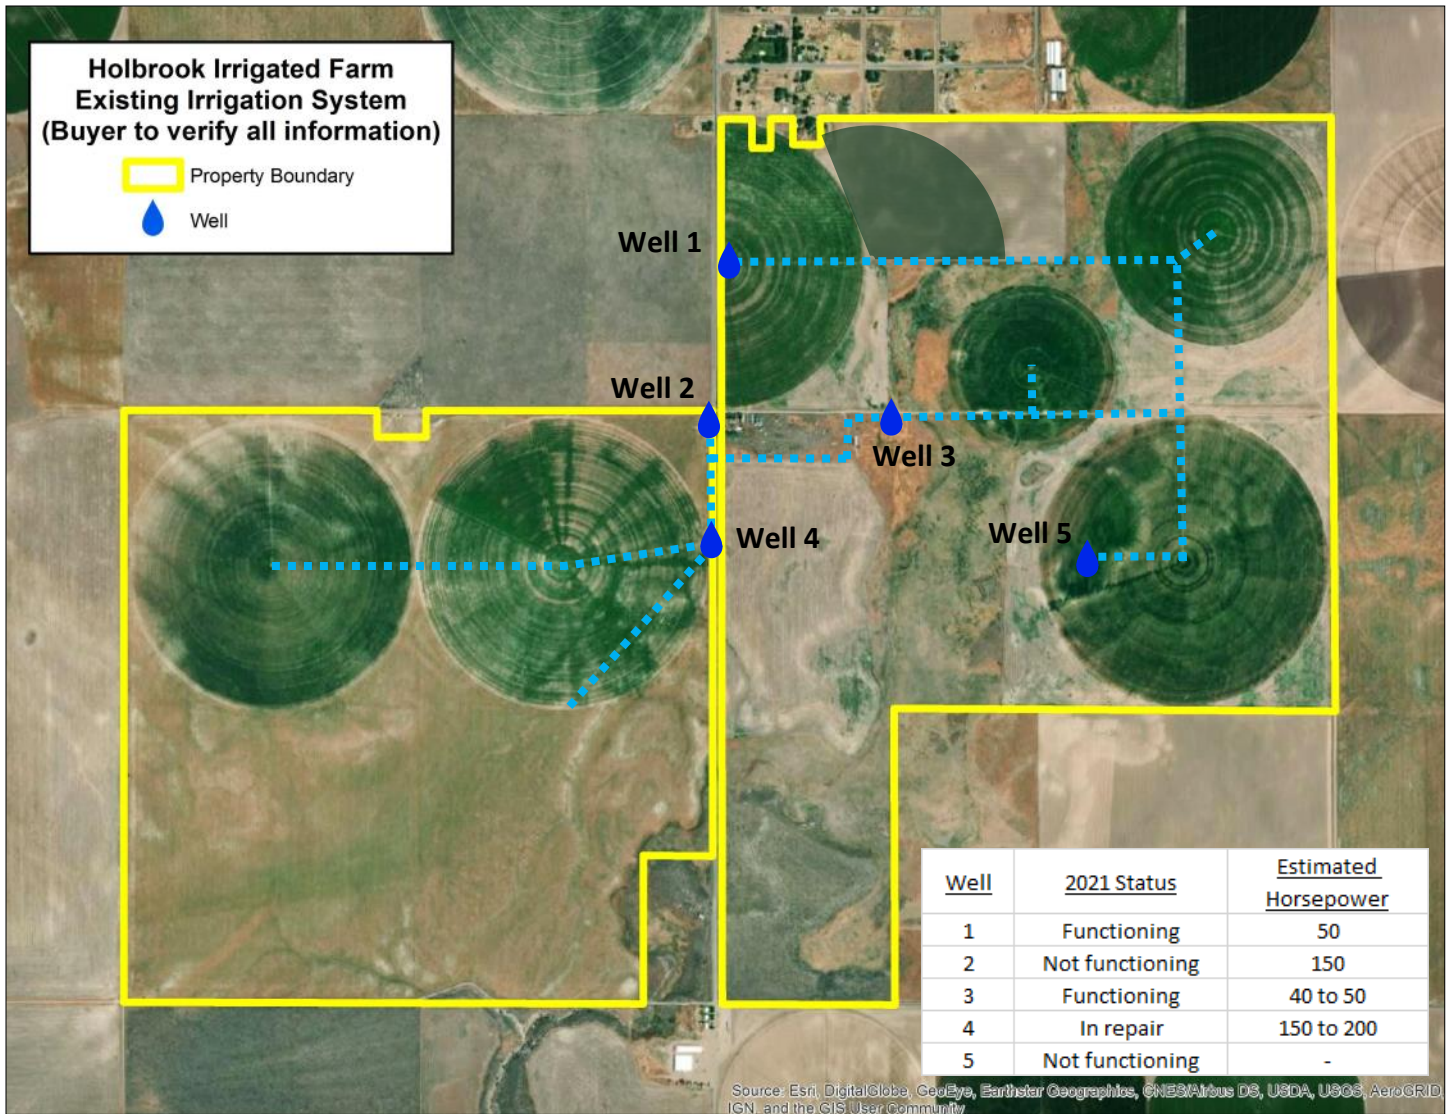 Holbrook Irrigated Farm
Existing Irrigation System
(Buyer to verify all information)
Property Boundary
Well
Well 1
Well 2
Well 3
Well 4
Well 5
Well 2021 Status Estimated Horsepower
1 Functioning 50
2 Not functioning 150
3 Functioning 40 to 50
4 In repair 150 to 200
5 Not functioning -
Source: Esri, DigitalGlobe, GeoEye, Earthstar Geographics, CNES/Airbus DS, USDA, USGS, AeroGRID,
IGN, and the GIS User Community